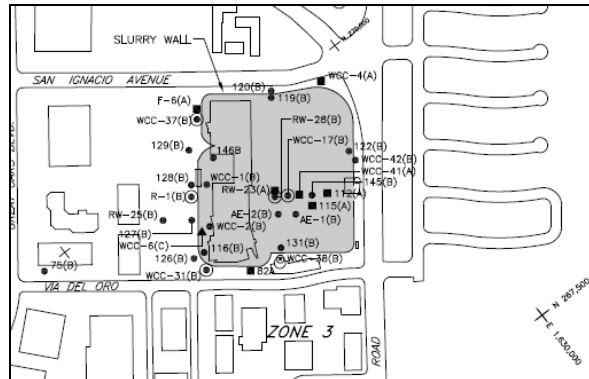 N 270,000
SLURRY WALL
SAN IGNACIO AVENUE
WCC-4(A)
120(B)
F-6(A)
119(B)
WCC-37(B)
RW-28(B)
WCC-17(B)
129(B)
146B
122(B)
WCC-42(B)
WCC-41(A)
128(B)
WCC-1(B)
145(B)
RW-23(A)
R-1(B)
112(A)
115(A)
RW-25(B)
AE-2(B)
AE-1(B)
WCC-2(B)
127(B)
WCC-6(C)
116(B)
131(B)
126(B)
WCC-38(B)
75(B)
WCC-31(B)
82A
VIA DEL ORO
ZONE 3
ROAD
N 267,500
E 1,630,000